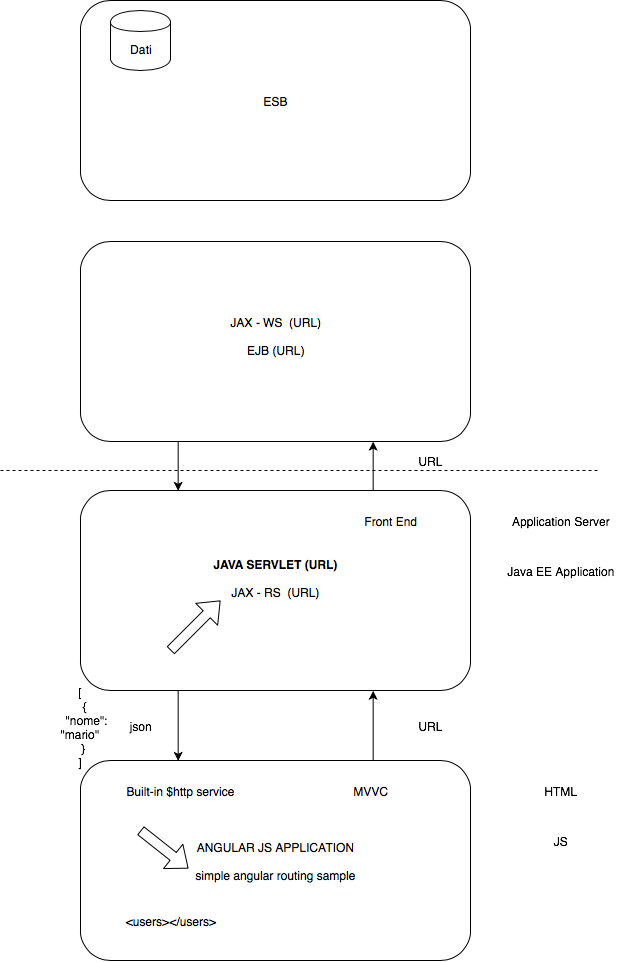 Dati
ESB
JAX - WS  (URL)
EJB (URL)
URL
Front End
Application Server
JAVA SERVLET (URL)
Java EE Application
JAX - RS  (URL)
[
{
"nome":
"mario"
}
]
json
URL
Built-in $http service
MVVC
HTML
JS
ANGULAR JS APPLICATION
simple angular routing sample
<users></users>